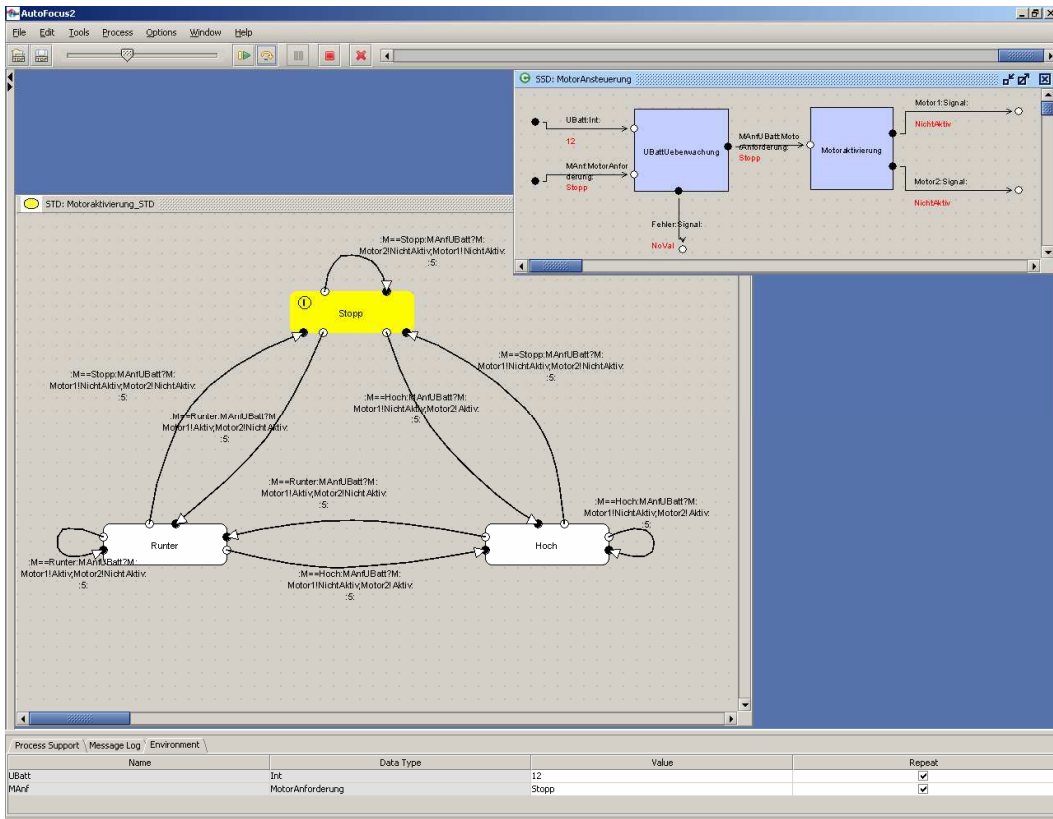 AutoFocus2
File Edit Tools Process Options Window Help
SSD: MotorAnsteuerung
UBatt:Int:
12
MAnf:MotorAnfor
derung:
Stopp
UBattUeberwachung
MAnfUBatt:Moto
rAnforderung:
Stopp
Motoraktivierung
Motor1:Signal:
NichtAktiv
Motor2:Signal:
NichtAktiv
Fehler:Signal:
NoVal
STD: Motoraktivierung_STD
:M==Stopp:MAnfUBatt?M:
Motor2!NichtAktiv;Motor1!NichtAktiv:
:5:
Stopp
:M==Stopp:MAnfUBatt?M:
Motor1!NichtAktiv;Motor2!NichtAktiv:
:5:
:M==Stopp:MAnfUBatt?M:
Motor1!NichtAktiv;Motor2!NichtAktiv:
:5:
:M==Hoch:MAnfUBatt?M:
Motor1!NichtAktiv;Motor2!Aktiv:
:5:
:M==Runter:MAnfUBatt?M:
Motor1!Aktiv;Motor2!NichtAktiv:
:5:
:M==Runter:MAnfUBatt?M:
Motor1!Aktiv;Motor2!NichtAktiv:
:5:
:M==Hoch:MAnfUBatt?M:
Motor1!NichtAktiv;Motor2!Aktiv:
:5:
Runter
Hoch
:M==Runter:MAnfUBatt?M:
Motor1!Aktiv;Motor2!NichtAktiv:
:5:
:M==Hoch:MAnfUBatt?M:
Motor1!NichtAktiv;Motor2!Aktiv:
:5:
Process Support Message Log Environment
Name Data Type Value Repeat
UBatt Int 12
MAnf MotorAnforderung Stopp